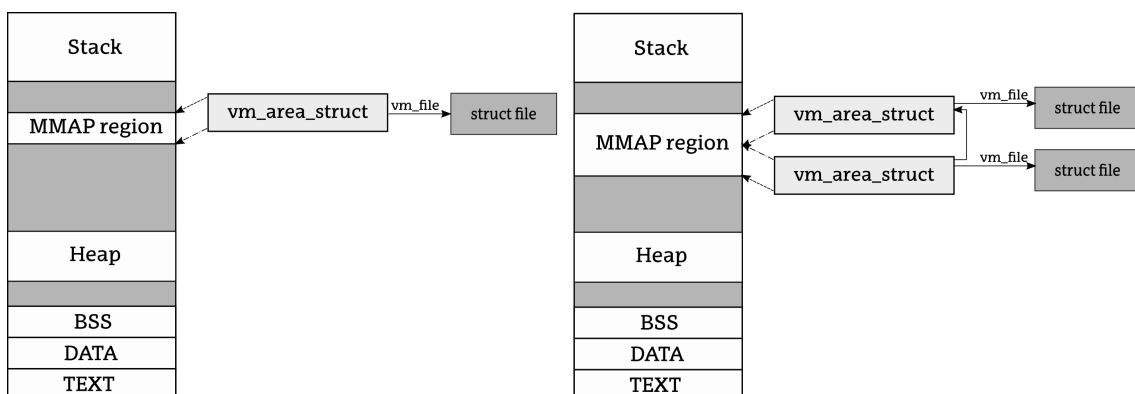 Stack
MMAP region
Heap
BSS
DATA
TEXT
vm_area_struct
vm_file
struct file
Stack
MMAP region
Heap
BSS
DATA
TEXT
vm_area_struct
vm_file
struct file
vm_area_struct
vm_file
struct file